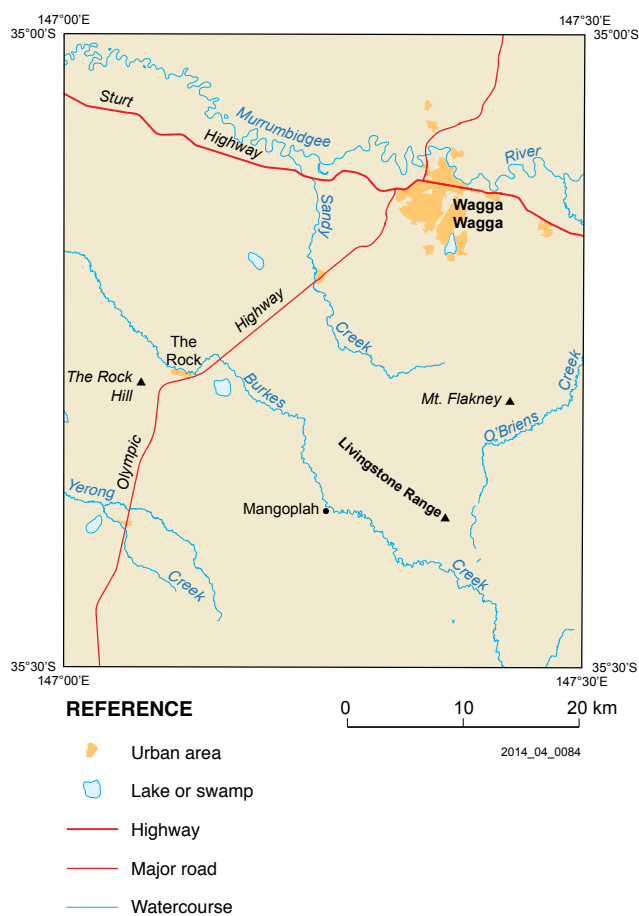 147°00'E
147°30'E
35°00'S
35°00'S
Sturt
Highway
Murrumbidgee
River
Wagga
Wagga
Sandy
Creek
Highway
The
Rock
The Rock
Hill
Burkes
Mt. Flakney
Creek
O'Briens
Olympic
Livingstone Range
Yerong
Mangoplah
Creek
Creek
35°30'S
35°30'S
147°00'E
147°30'E
REFERENCE
0 10 20 km
2014_04_0084
Urban area
Lake or swamp
Highway
Major road
Watercourse